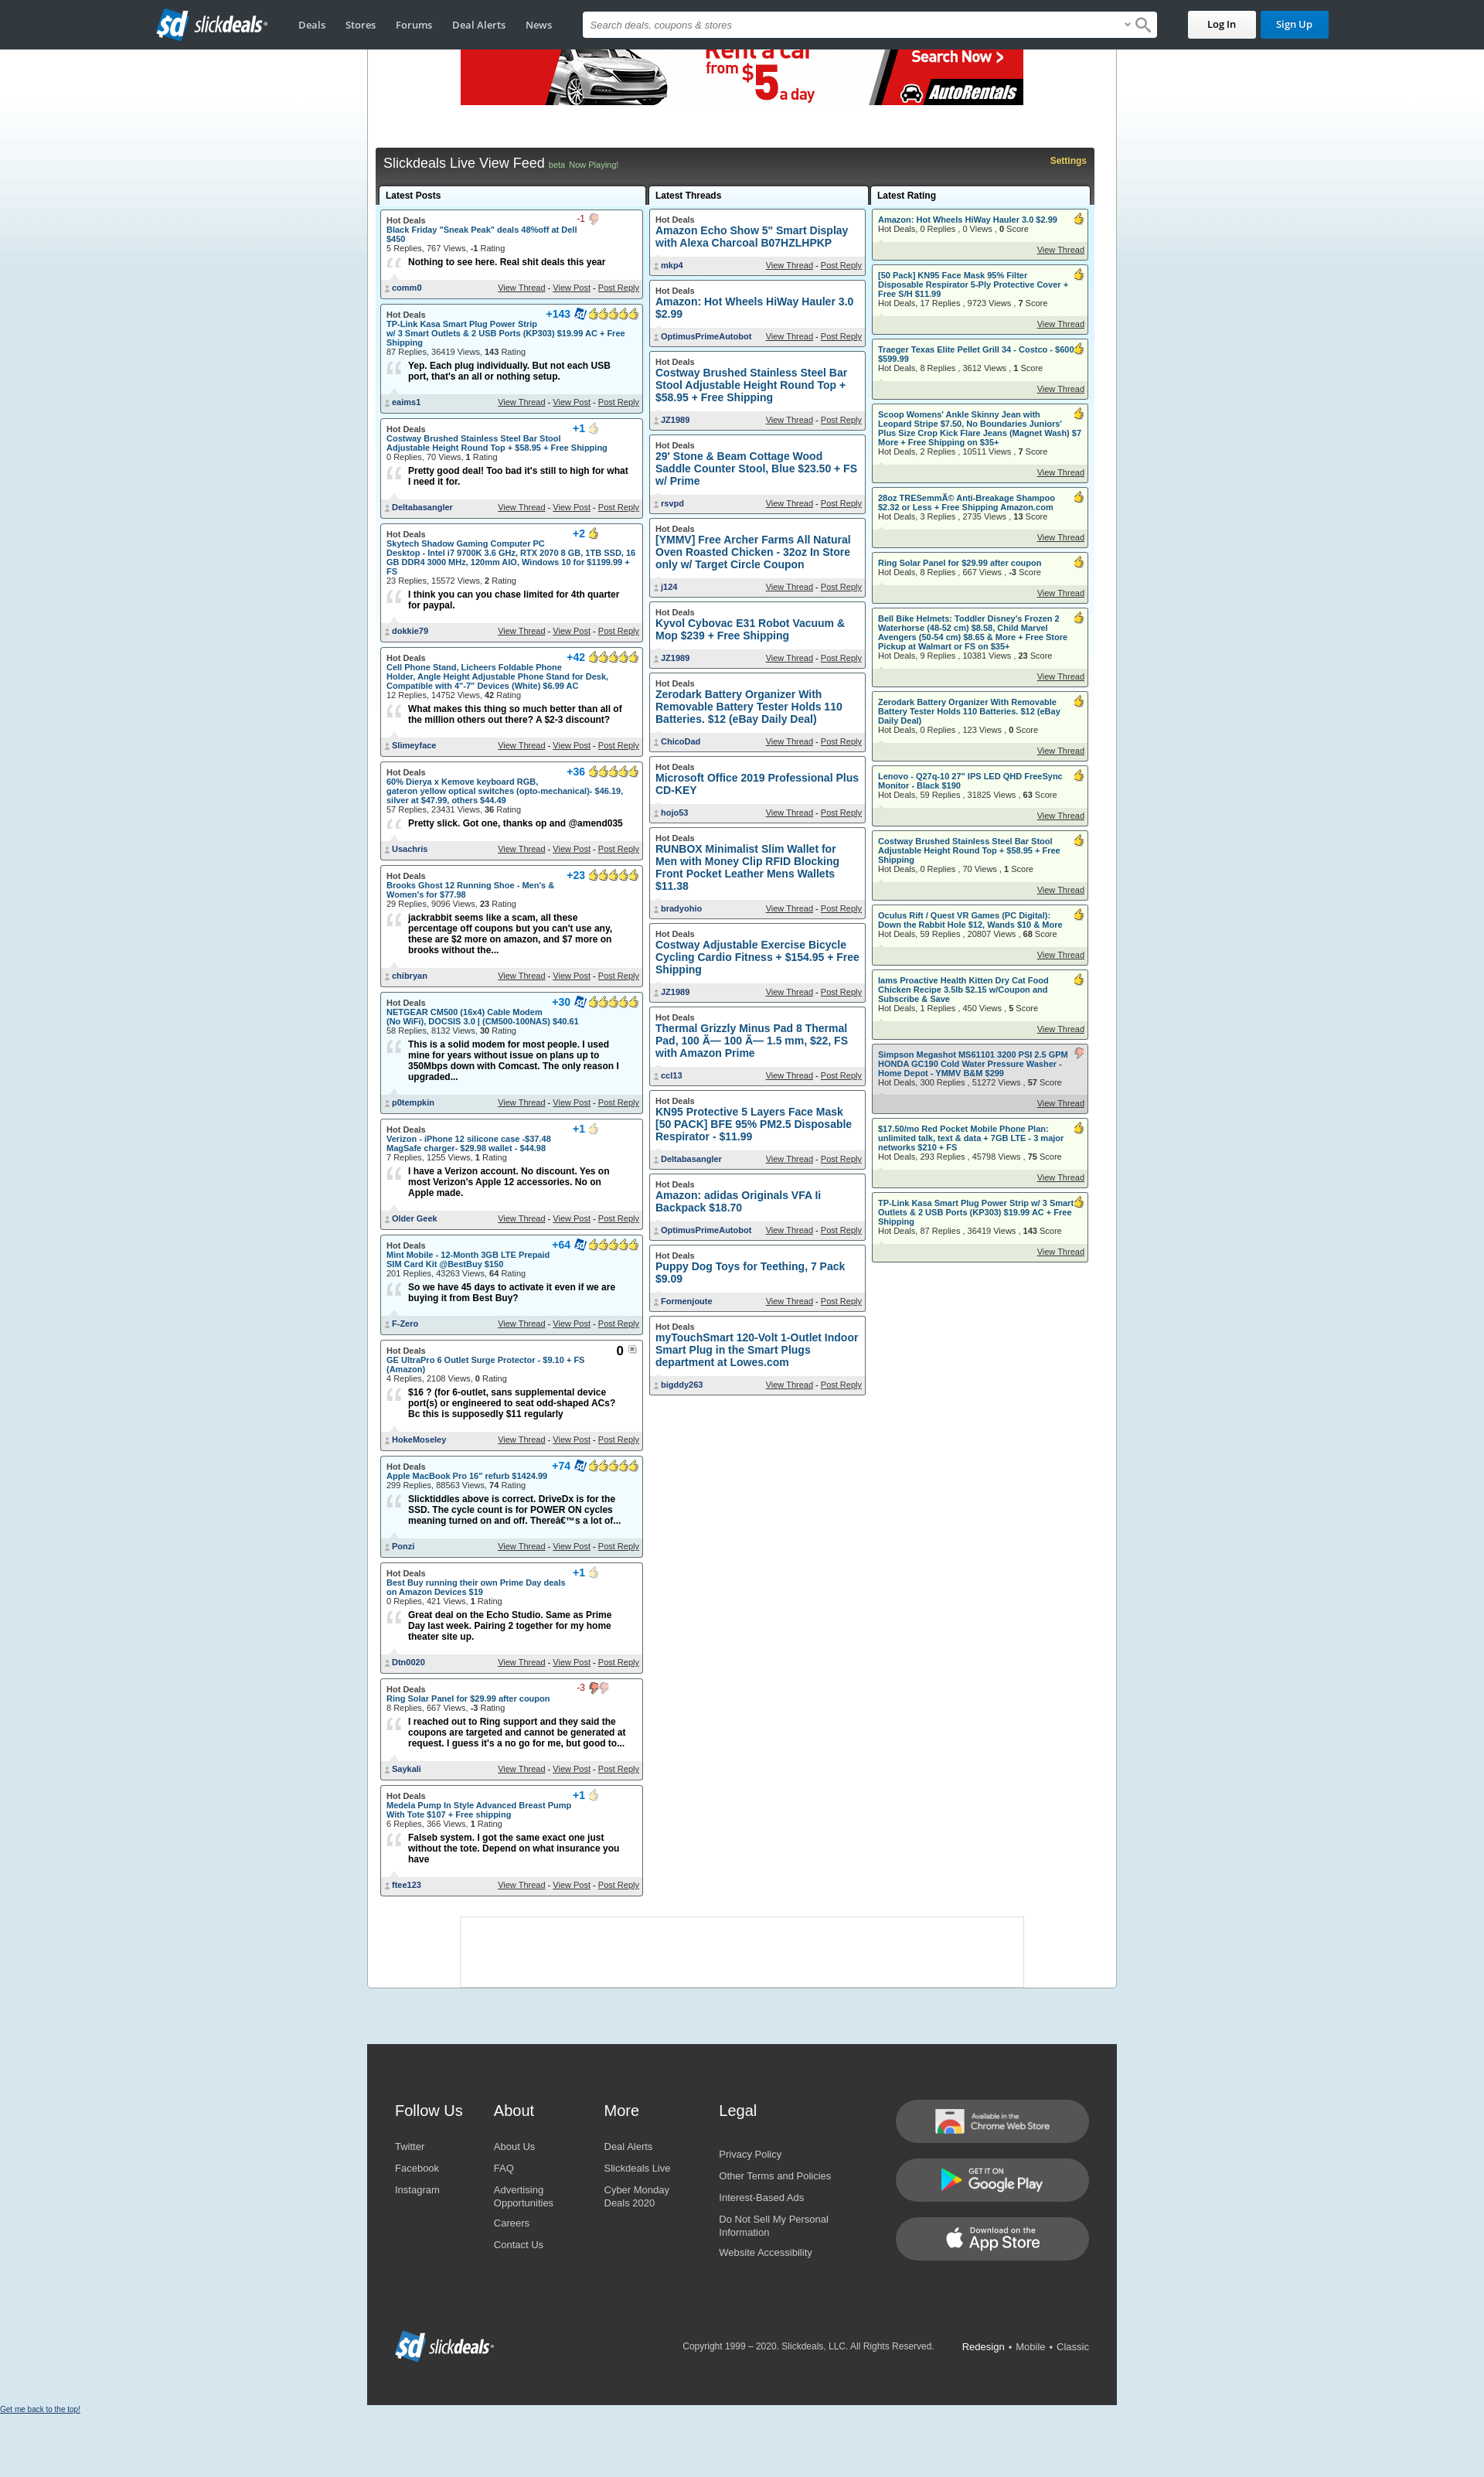 slickdeals
Deals
Stores
Forums
Deal Alerts
News
Search deals, coupons & stores
Log In
Sign Up
Rent a car
from $5 a day
Search Now >
AutoRentals
Slickdeals Live View Feed beta Now Playing!
Settings
Latest Posts
Hot Deals
-1
Black Friday "Sneak Peak" deals 48%off at Dell
$450
5 Replies, 767 Views, -1 Rating
Nothing to see here. Real shit deals this year
comm0
View Thread - View Post - Post Reply
Hot Deals
+143
TP-Link Kasa Smart Plug Power Strip
w/ 3 Smart Outlets & 2 USB Ports (KP303) $19.99 AC + Free
Shipping
87 Replies, 36419 Views, 143 Rating
Yep. Each plug individually. But not each USB
port, that's an all or nothing setup.
eaims1
View Thread - View Post - Post Reply
Hot Deals
+1
Costway Brushed Stainless Steel Bar Stool
Adjustable Height Round Top + $58.95 + Free Shipping
0 Replies, 70 Views, 1 Rating
Pretty good deal! Too bad it's still to high for what
I need it for.
Deltabasangler
View Thread - View Post - Post Reply
Hot Deals
+2
Skytech Shadow Gaming Computer PC
Desktop - Intel i7 9700K 3.6 GHz, RTX 2070 8 GB, 1TB SSD, 16
GB DDR4 3000 MHz, 120mm AIO, Windows 10 for $1199.99 +
FS
23 Replies, 15572 Views, 2 Rating
I think you can you chase limited for 4th quarter
for paypal.
dokkie79
View Thread - View Post - Post Reply
Hot Deals
+42
Cell Phone Stand, Licheers Foldable Phone
Holder, Angle Height Adjustable Phone Stand for Desk,
Compatible with 4"-7" Devices (White) $6.99 AC
12 Replies, 14752 Views, 42 Rating
What makes this thing so much better than all of
the million others out there? A $2-3 discount?
Slimeyface
View Thread - View Post - Post Reply
Hot Deals
+36
60% Dierya x Kemove keyboard RGB,
gateron yellow optical switches (opto-mechanical)- $46.19,
silver at $47.99, others $44.49
57 Replies, 23431 Views, 36 Rating
Pretty slick. Got one, thanks op and @amend035
Usachris
View Thread - View Post - Post Reply
Hot Deals
+23
Brooks Ghost 12 Running Shoe - Men's &
Women's for $77.98
29 Replies, 9096 Views, 23 Rating
jackrabbit seems like a scam, all these
percentage off coupons but you can't use any,
these are $2 more on amazon, and $7 more on
brooks without the...
chibryan
View Thread - View Post - Post Reply
Hot Deals
+30
NETGEAR CM500 (16x4) Cable Modem
(No WiFi), DOCSIS 3.0 | (CM500-100NAS) $40.61
58 Replies, 8132 Views, 30 Rating
This is a solid modem for most people. I used
mine for years without issue on plans up to
350Mbps down with Comcast. The only reason I
upgraded...
p0tempkin
View Thread - View Post - Post Reply
Hot Deals
+1
Verizon - iPhone 12 silicone case -$37.48
MagSafe charger- $29.98 wallet - $44.98
7 Replies, 1255 Views, 1 Rating
I have a Verizon account. No discount. Yes on
most Verizon's Apple 12 accessories. No on
Apple made.
Older Geek
View Thread - View Post - Post Reply
Hot Deals
+64
Mint Mobile - 12-Month 3GB LTE Prepaid
SIM Card Kit @BestBuy $150
201 Replies, 43263 Views, 64 Rating
So we have 45 days to activate it even if we are
buying it from Best Buy?
F-Zero
View Thread - View Post - Post Reply
Hot Deals
0
GE UltraPro 6 Outlet Surge Protector - $9.10 + FS
(Amazon)
4 Replies, 2108 Views, 0 Rating
$16 ? (for 6-outlet, sans supplemental device
port(s) or engineered to seat odd-shaped ACs?
Bc this is supposedly $11 regularly
HokeMoseley
View Thread - View Post - Post Reply
Hot Deals
+74
Apple MacBook Pro 16" refurb $1424.99
299 Replies, 88563 Views, 74 Rating
Slicktiddles above is correct. DriveDx is for the
SSD. The cycle count is for POWER ON cycles
meaning turned on and off. Thereâ€™s a lot of...
Ponzi
View Thread - View Post - Post Reply
Hot Deals
+1
Best Buy running their own Prime Day deals
on Amazon Devices $19
0 Replies, 421 Views, 1 Rating
Great deal on the Echo Studio. Same as Prime
Day last week. Pairing 2 together for my home
theater site up.
Dtn0020
View Thread - View Post - Post Reply
Hot Deals
-3
Ring Solar Panel for $29.99 after coupon
8 Replies, 667 Views, -3 Rating
I reached out to Ring support and they said the
coupons are targeted and cannot be generated at
request. I guess it's a no go for me, but good to...
Saykali
View Thread - View Post - Post Reply
Hot Deals
+1
Medela Pump In Style Advanced Breast Pump
With Tote $107 + Free shipping
6 Replies, 366 Views, 1 Rating
Falseb system. I got the same exact one just
without the tote. Depend on what insurance you
have
ftee123
View Thread - View Post - Post Reply
Latest Threads
Hot Deals
Amazon Echo Show 5" Smart Display
with Alexa Charcoal B07HZLHPKP
mkp4
View Thread - Post Reply
Hot Deals
Amazon: Hot Wheels HiWay Hauler 3.0
$2.99
OptimusPrimeAutobot
View Thread - Post Reply
Hot Deals
Costway Brushed Stainless Steel Bar
Stool Adjustable Height Round Top +
$58.95 + Free Shipping
JZ1989
View Thread - Post Reply
Hot Deals
29' Stone & Beam Cottage Wood
Saddle Counter Stool, Blue $23.50 + FS
w/ Prime
rsvpd
View Thread - Post Reply
Hot Deals
[YMMV] Free Archer Farms All Natural
Oven Roasted Chicken - 32oz In Store
only w/ Target Circle Coupon
j124
View Thread - Post Reply
Hot Deals
Kyvol Cybovac E31 Robot Vacuum &
Mop $239 + Free Shipping
JZ1989
View Thread - Post Reply
Hot Deals
Zerodark Battery Organizer With
Removable Battery Tester Holds 110
Batteries. $12 (eBay Daily Deal)
ChicoDad
View Thread - Post Reply
Hot Deals
Microsoft Office 2019 Professional Plus
CD-KEY
hojo53
View Thread - Post Reply
Hot Deals
RUNBOX Minimalist Slim Wallet for
Men with Money Clip RFID Blocking
Front Pocket Leather Mens Wallets
$11.38
bradyohio
View Thread - Post Reply
Hot Deals
Costway Adjustable Exercise Bicycle
Cycling Cardio Fitness + $154.95 + Free
Shipping
JZ1989
View Thread - Post Reply
Hot Deals
Thermal Grizzly Minus Pad 8 Thermal
Pad, 100 Ã— 100 Ã— 1.5 mm, $22, FS
with Amazon Prime
ccl13
View Thread - Post Reply
Hot Deals
KN95 Protective 5 Layers Face Mask
[50 PACK] BFE 95% PM2.5 Disposable
Respirator - $11.99
Deltabasangler
View Thread - Post Reply
Hot Deals
Amazon: adidas Originals VFA Ii
Backpack $18.70
OptimusPrimeAutobot
View Thread - Post Reply
Hot Deals
Puppy Dog Toys for Teething, 7 Pack
$9.09
Formenjoute
View Thread - Post Reply
Hot Deals
myTouchSmart 120-Volt 1-Outlet Indoor
Smart Plug in the Smart Plugs
department at Lowes.com
bigddy263
View Thread - Post Reply
Latest Rating
Amazon: Hot Wheels HiWay Hauler 3.0 $2.99
Hot Deals, 0 Replies , 0 Views , 0 Score
View Thread
[50 Pack] KN95 Face Mask 95% Filter
Disposable Respirator 5-Ply Protective Cover +
Free S/H $11.99
Hot Deals, 17 Replies , 9723 Views , 7 Score
View Thread
Traeger Texas Elite Pellet Grill 34 - Costco - $600
$599.99
Hot Deals, 8 Replies , 3612 Views , 1 Score
View Thread
Scoop Womens' Ankle Skinny Jean with
Leopard Stripe $7.50, No Boundaries Juniors'
Plus Size Crop Kick Flare Jeans (Magnet Wash) $7
More + Free Shipping on $35+
Hot Deals, 2 Replies , 10511 Views , 7 Score
View Thread
28oz TRESemmÃ© Anti-Breakage Shampoo
$2.32 or Less + Free Shipping Amazon.com
Hot Deals, 3 Replies , 2735 Views , 13 Score
View Thread
Ring Solar Panel for $29.99 after coupon
Hot Deals, 8 Replies , 667 Views , -3 Score
View Thread
Bell Bike Helmets: Toddler Disney's Frozen 2
Waterhorse (48-52 cm) $8.58, Child Marvel
Avengers (50-54 cm) $8.65 & More + Free Store
Pickup at Walmart or FS on $35+
Hot Deals, 9 Replies , 10381 Views , 23 Score
View Thread
Zerodark Battery Organizer With Removable
Battery Tester Holds 110 Batteries. $12 (eBay
Daily Deal)
Hot Deals, 0 Replies , 123 Views , 0 Score
View Thread
Lenovo - Q27q-10 27" IPS LED QHD FreeSync
Monitor - Black $190
Hot Deals, 59 Replies , 31825 Views , 63 Score
View Thread
Costway Brushed Stainless Steel Bar Stool
Adjustable Height Round Top + $58.95 + Free
Shipping
Hot Deals, 0 Replies , 70 Views , 1 Score
View Thread
Oculus Rift / Quest VR Games (PC Digital):
Down the Rabbit Hole $12, Wands $10 & More
Hot Deals, 59 Replies , 20807 Views , 68 Score
View Thread
Iams Proactive Health Kitten Dry Cat Food
Chicken Recipe 3.5lb $2.15 w/Coupon and
Subscribe & Save
Hot Deals, 1 Replies , 450 Views , 5 Score
View Thread
Simpson Megashot MS61101 3200 PSI 2.5 GPM
HONDA GC190 Cold Water Pressure Washer -
Home Depot - YMMV B&M $299
Hot Deals, 300 Replies , 51272 Views , 57 Score
View Thread
$17.50/mo Red Pocket Mobile Phone Plan:
unlimited talk, text & data + 7GB LTE - 3 major
networks $210 + FS
Hot Deals, 293 Replies , 45798 Views , 75 Score
View Thread
TP-Link Kasa Smart Plug Power Strip w/ 3 Smart
Outlets & 2 USB Ports (KP303) $19.99 AC + Free
Shipping
Hot Deals, 87 Replies , 36419 Views , 143 Score
View Thread
Follow Us
Twitter
Facebook
Instagram
About
About Us
FAQ
Advertising
Opportunities
Careers
Contact Us
More
Deal Alerts
Slickdeals Live
Cyber Monday
Deals 2020
Legal
Privacy Policy
Other Terms and Policies
Interest-Based Ads
Do Not Sell My Personal
Information
Website Accessibility
Available in the
Chrome Web Store
GET IT ON
Google Play
Download on the
App Store
slickdeals
Copyright 1999 – 2020. Slickdeals, LLC. All Rights Reserved.
Redesign • Mobile • Classic
Get me back to the top!